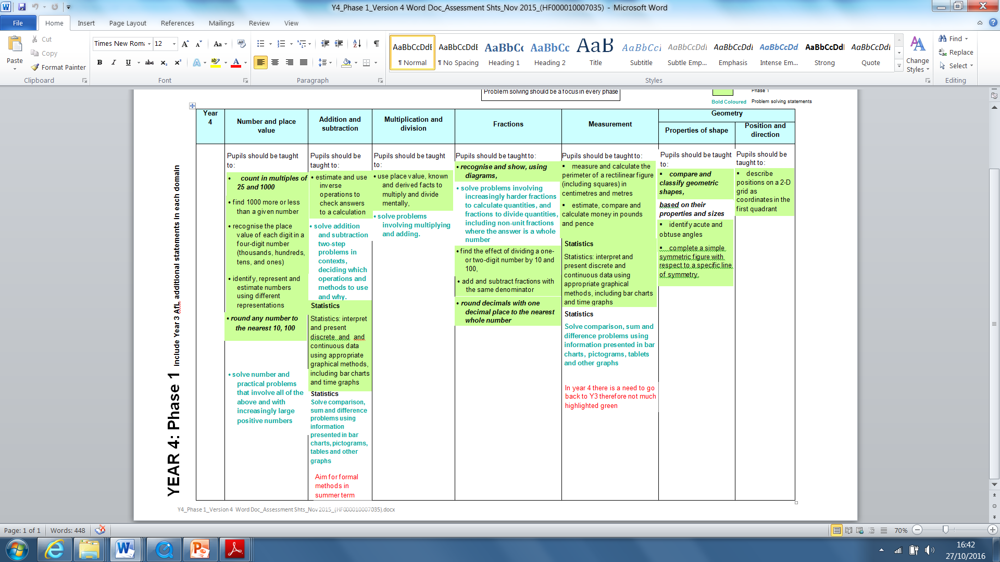 Y4_Phase 1_Version 4 Word Doc_Assessment Shts_Nov 2015_(HF000010007035) - Microsoft Word
File
Home
Insert
Page Layout
References
Mailings
Review
View
Paste
Cut
Copy
Format Painter
Clipboard
Times New Roma
12
Font
Paragraph
AaBbCcDdE
¶ Normal
AaBbCcDdE
¶ No Spacing
AaBbCc
Heading 1
AaBbCc
Heading 2
AaB
Title
AaBbCcI
Subtitle
AaBbCcDdI
Subtle Emp...
AaBbCcDdI
Emphasis
AaBbCcDd
Intense Em...
AaBbCcDd
Strong
AaBbCcDdI
Quote
Styles
Change
Styles
Find
Replace
Select
Editing
Problem solving should be a focus in every phase
Phase 1
Bold Coloured
Problem solving statements
YEAR 4: Phase 1 Include Year 3 AfL additional statements in each domain
Year
4
Number and place
value
Addition and
subtraction
Multiplication and
division
Fractions
Measurement
Geometry
Properties of shape
Position and
direction
Pupils should be taught
to:
• count in multiples of
25 and 1000
• find 1000 more or less
than a given number
• recognise the place
value of each digit in a
four-digit number
(thousands, hundreds,
tens, and ones)
• identify, represent and
estimate numbers
using different
representations
• round any number to
the nearest 10, 100
• solve number and
practical problems
that involve all of the
above and with
increasingly large
positive numbers
Pupils should be
taught to:
• estimate and use
inverse
operations to
check answers
to a calculation
• solve addition
and subtraction
two-step
problems in
contexts,
deciding which
operations and
methods to use
and why.
Statistics
Statistics: interpret
and present
discrete and and
continuous data
using appropriate
graphical methods,
including bar charts
and time graphs
Statistics
Solve comparison,
sum and difference
problems using
information
presented in bar
charts, pictograms,
tables and other
graphs
Aim for formal
methods in
summer term
Pupils should be taught
to:
• use place value, known
and derived facts to
multiply and divide
mentally,
• solve problems
involving multiplying
and adding.
Pupils should be taught to:
• recognise and show, using
diagrams,
• solve problems involving
increasingly harder fractions
to calculate quantities, and
fractions to divide quantities,
including non-unit fractions
where the answer is a whole
number
• find the effect of dividing a one-
or two-digit number by 10 and
100,
• add and subtract fractions with
the same denominator
• round decimals with one
decimal place to the nearest
whole number
Pupils should be taught to:
▪ measure and calculate the
perimeter of a rectilinear figure
(including squares) in
centimetres and metres
▪ estimate, compare and
calculate money in pounds
and pence
Statistics
Statistics: interpret and
present discrete and
continuous data using
appropriate graphical
methods, including bar charts
and time graphs
Statistics
Solve comparison, sum and
difference problems using
information presented in bar
charts, pictograms, tablets
and other graphs
In year 4 there is a need to go
back to Y3 therefore not much
highlighted green
Pupils should be taught
to:
▪ compare and
classify geometric
shapes,
based on their
properties and sizes
▪ identify acute and
obtuse angles
▪ complete a simple
symmetric figure with
respect to a specific line
of symmetry.
Pupils should be
taught to:
▪ describe
positions on a 2-D
grid as
coordinates in the
first quadrant
Y4_Phase 1_Version 4 Word Doc_Assessment Shts_Nov 2015_(HF000010007035).docx
Page: 1 of 1
Words: 448
70%
16:42
27/10/2016